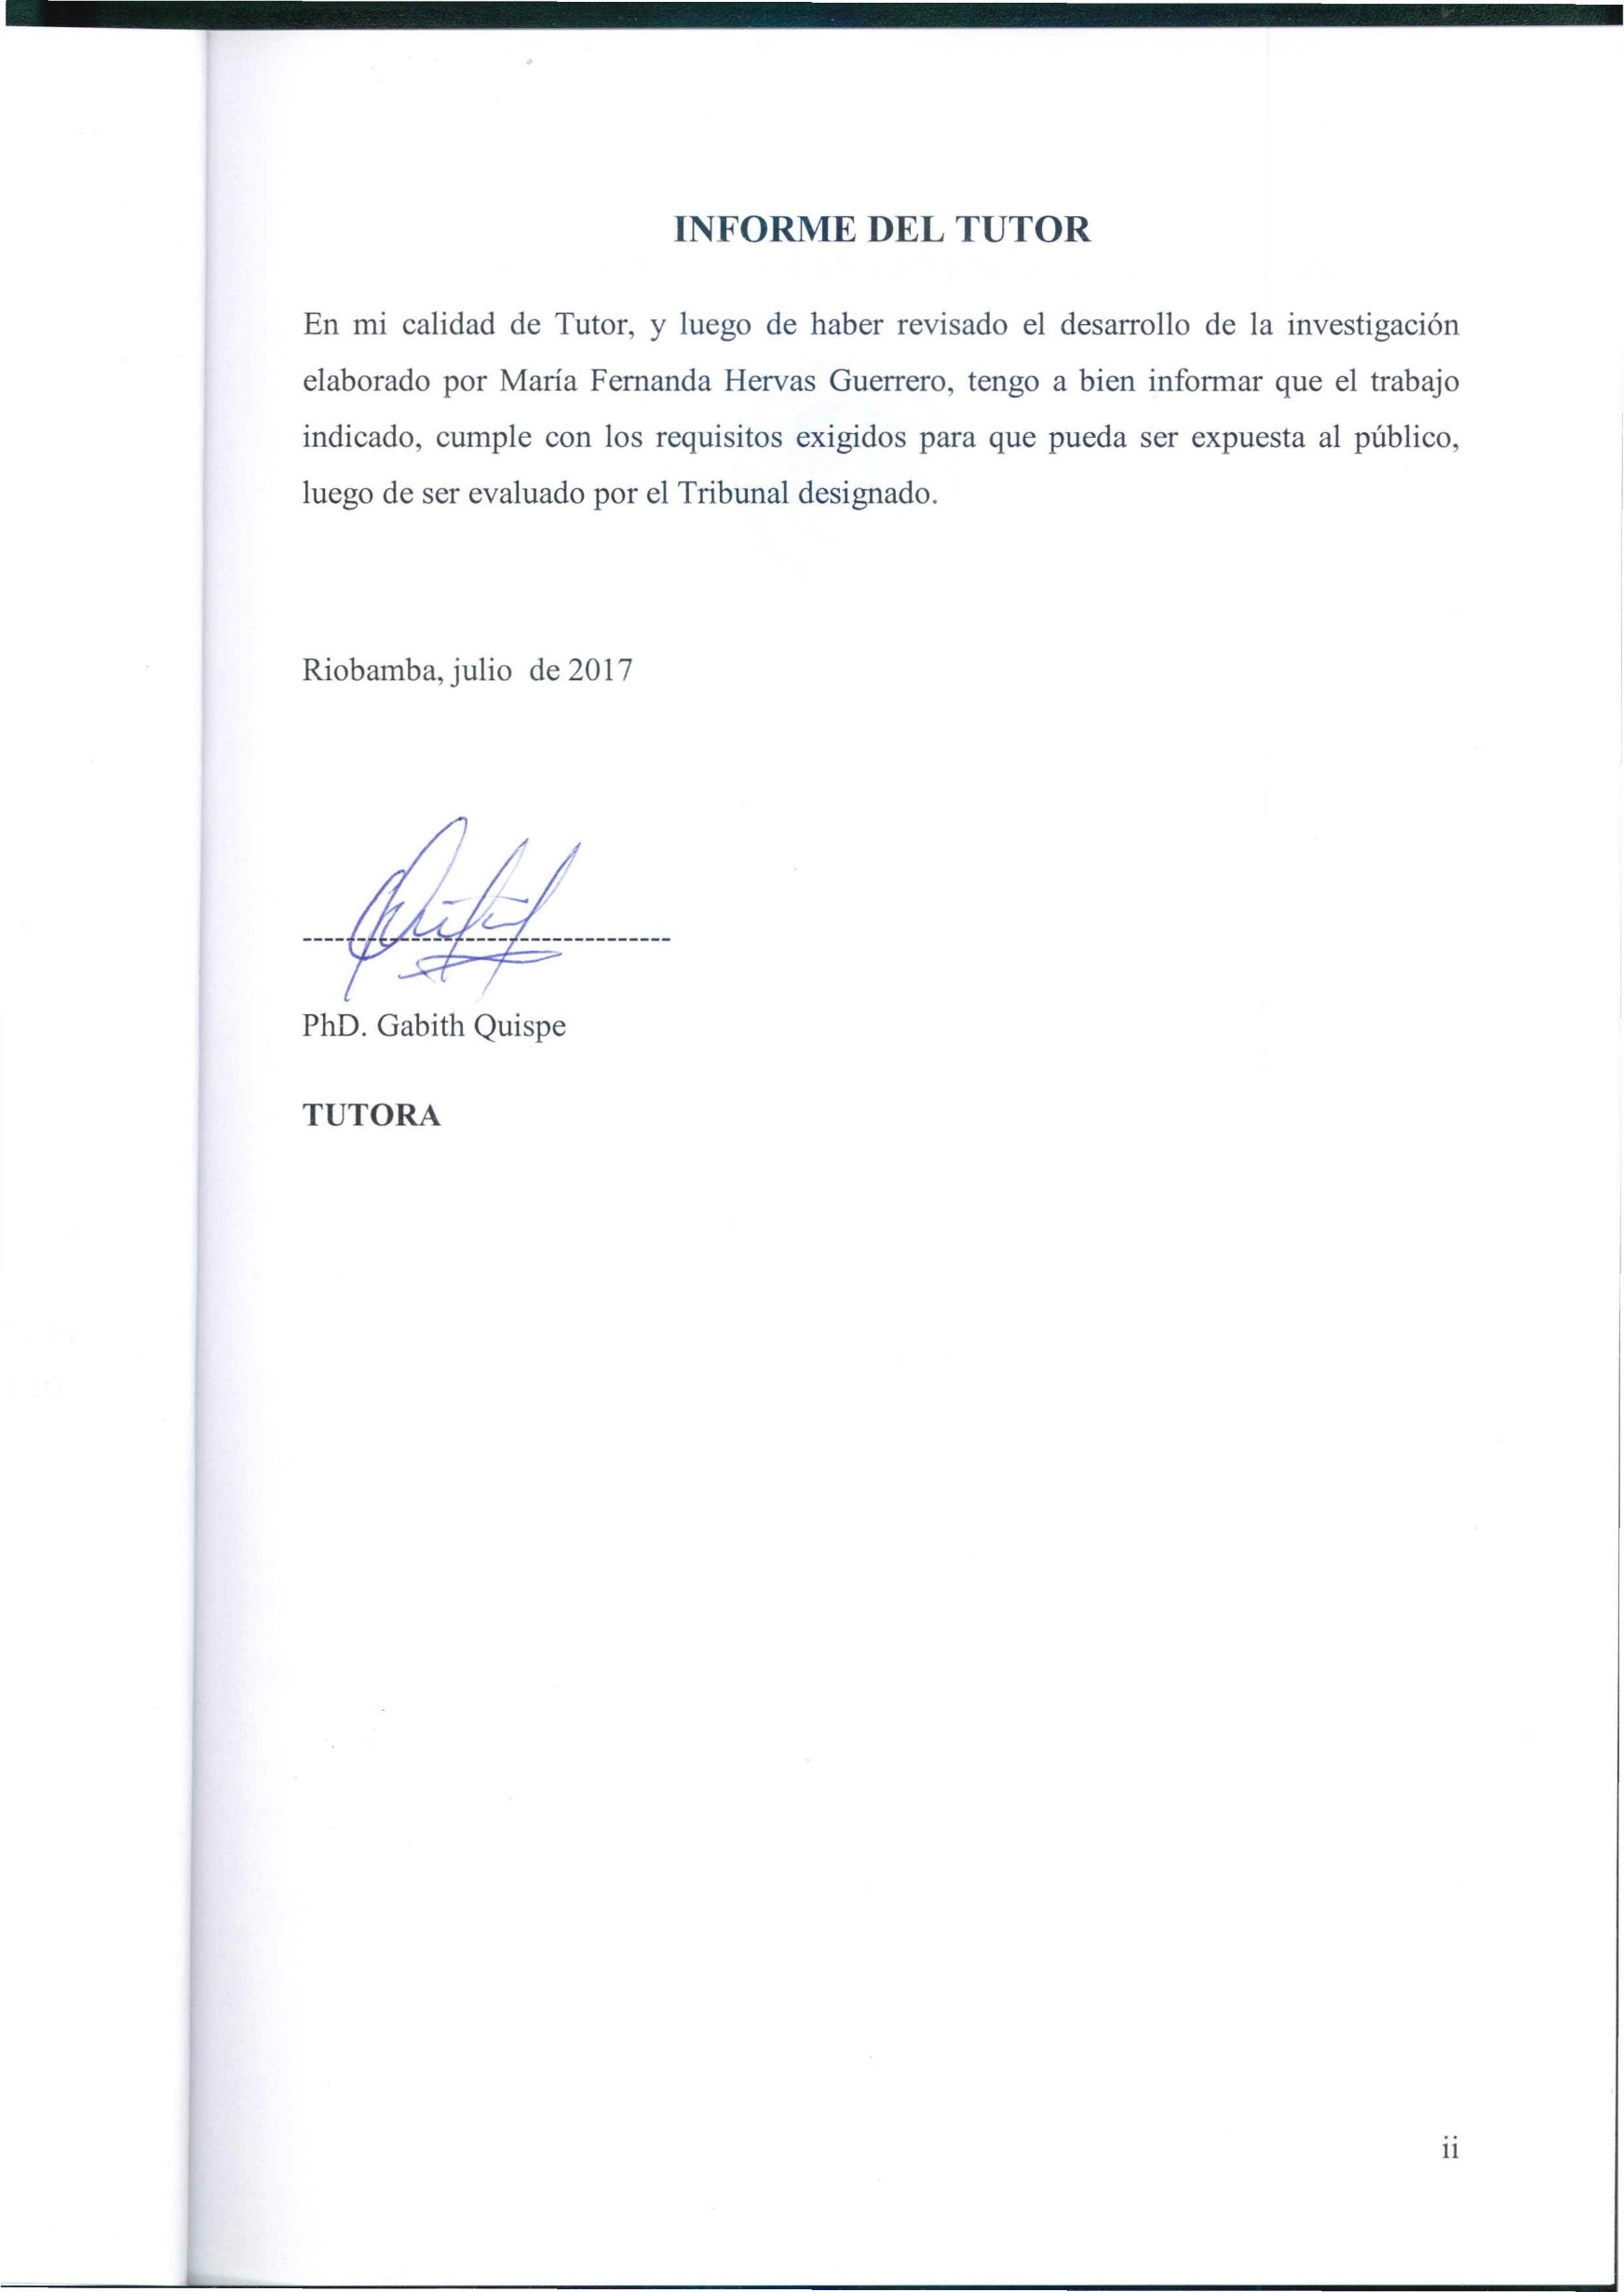 INFORME DEL TUTOR
En mi calidad de Tutor, y luego de haber revisado el desarrollo de la investigación
elaborado por María Fernanda Hervas Guerrero, tengo a bien informar que el trabajo
indicado, cumple con los requisitos exigidos para que pueda ser expuesta al público,
luego de ser evaluado por el Tribunal designado.
Riobamba, julio de 2017
PhD. Gabith Quispe
TUTORA
ii